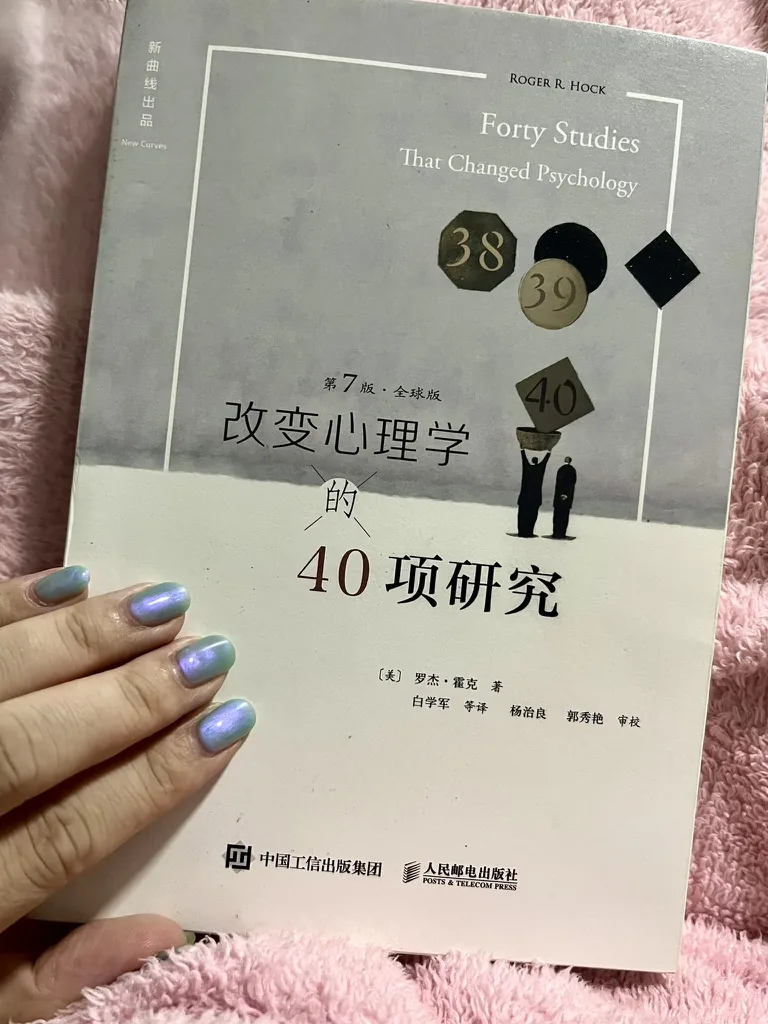 新曲线出品
New Curves
ROGER R. HOCK
Forty Studies
That Changed Psychology
38
39
40
第7版·全球版
改变心理学
的
40 项研究
〔美〕 罗杰·霍克 著
白学军 等译 杨治良 郭秀艳 审校
中国工信出版集团
人民邮电出版社
POSTS & TELECOM PRESS